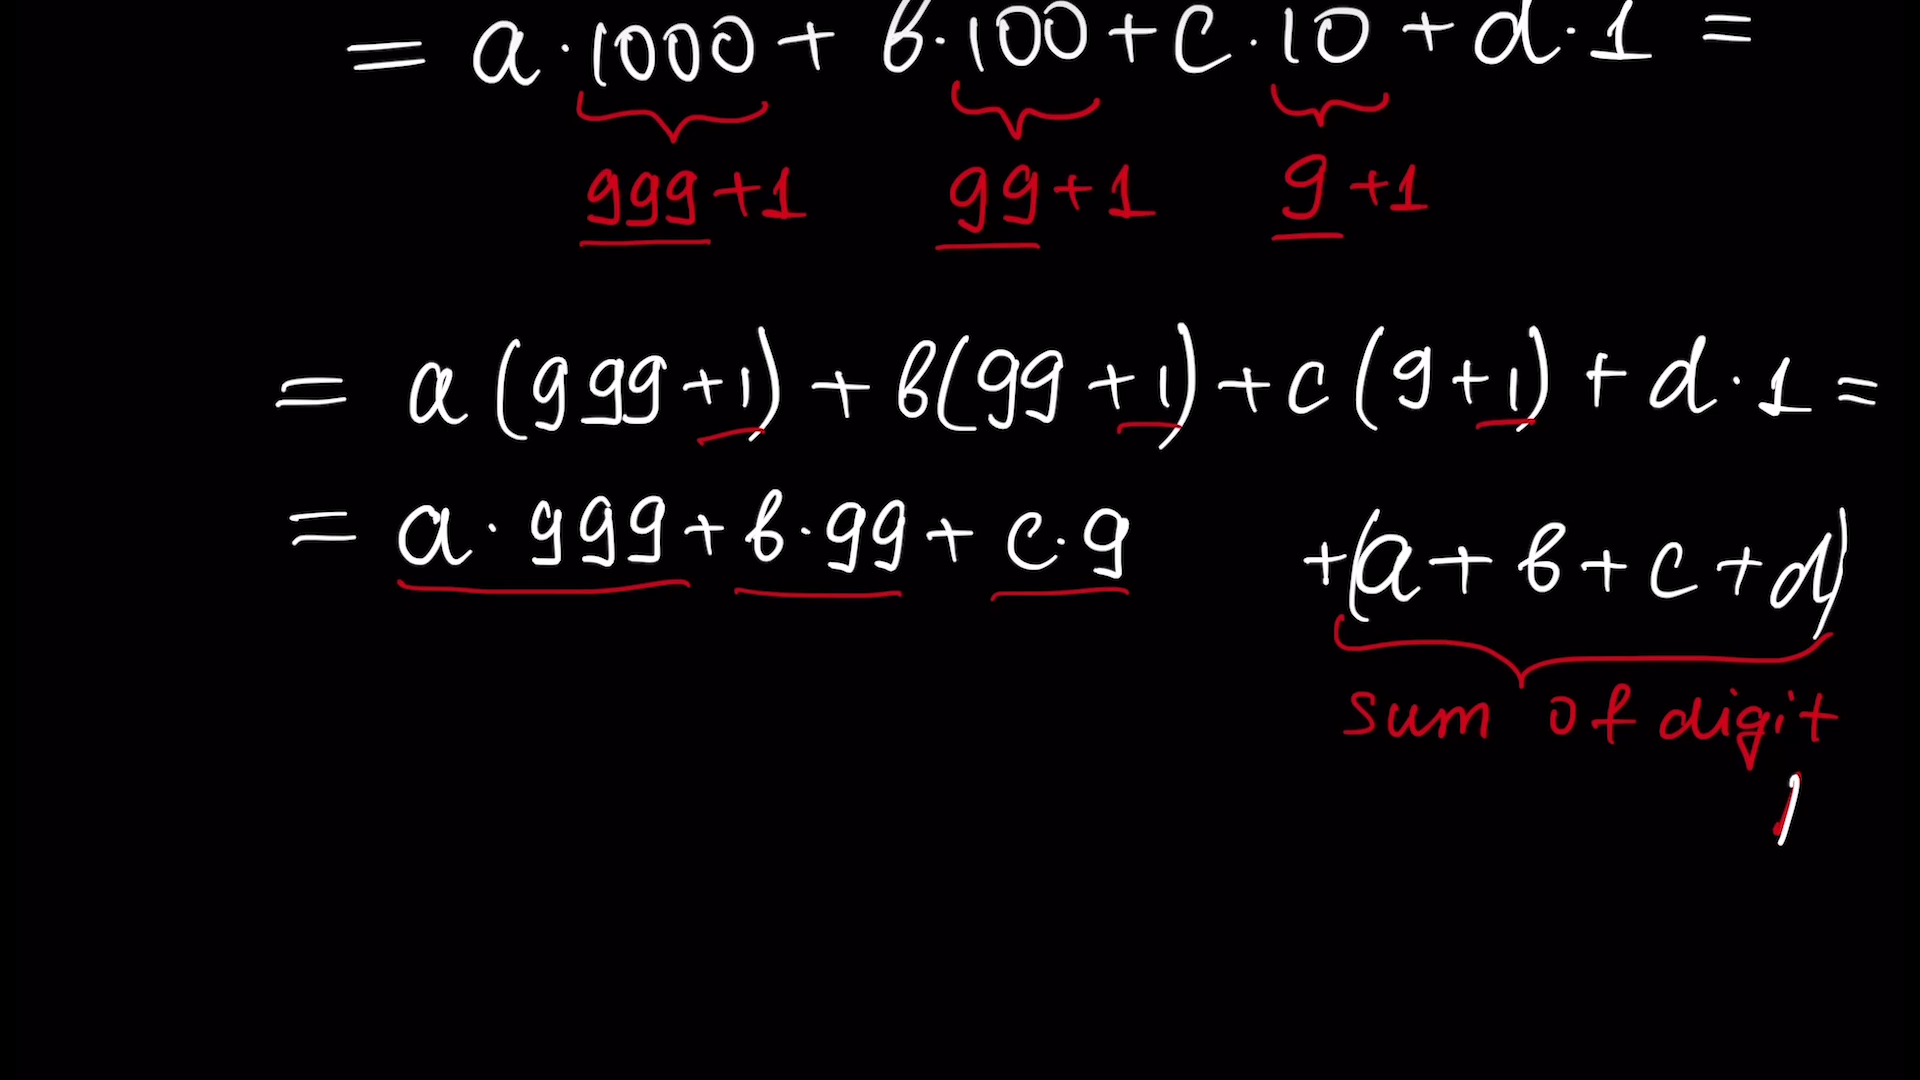 = a·1000 + b·100 + c·10 + d·1 =
999+1 99+1 9+1
= a(999+1) + b(99+1) + c(9+1) + d·1 =
= a·999 + b·99 + c·9 +(a+b+c+d)
sum of digit